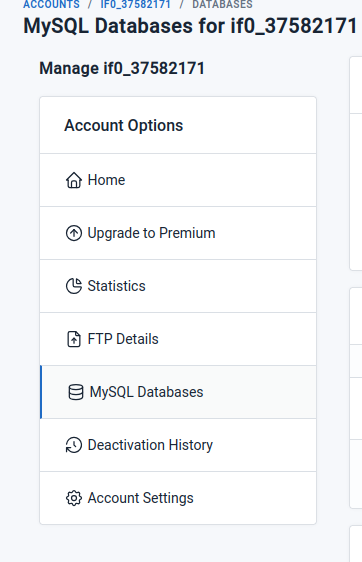 ACCOUNTS / IF0_37582171 / DATABASES
MySQL Databases for if0_37582171
Manage if0_37582171
Account Options
Home
Upgrade to Premium
Statistics
FTP Details
MySQL Databases
Deactivation History
Account Settings